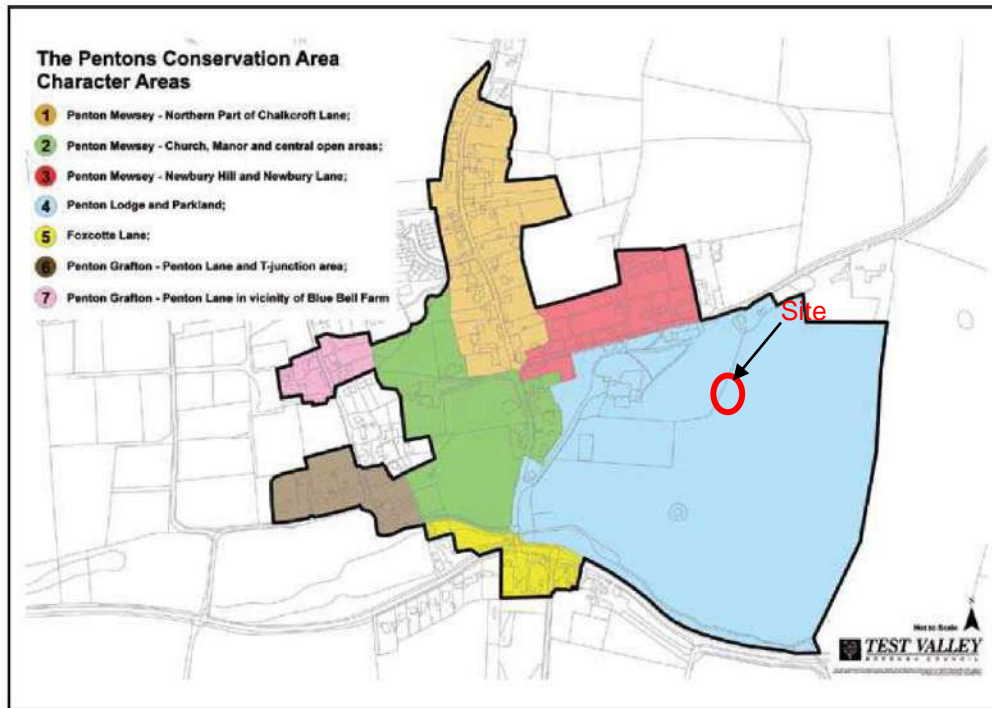 The Pentons Conservation Area
Character Areas
1 Penton Mewsey - Northern Part of Chalkcroft Lane;
2 Penton Mewsey - Church, Manor and central open areas;
3 Penton Mewsey - Newbury Hill and Newbury Lane;
4 Penton Lodge and Parkland;
5 Foxcotte Lane;
6 Penton Grafton - Penton Lane and T-junction area;
7 Penton Grafton - Penton Lane in vicinity of Blue Bell Farm
Site
Not to Scale
TEST VALLEY
BOROUGH COUNCIL